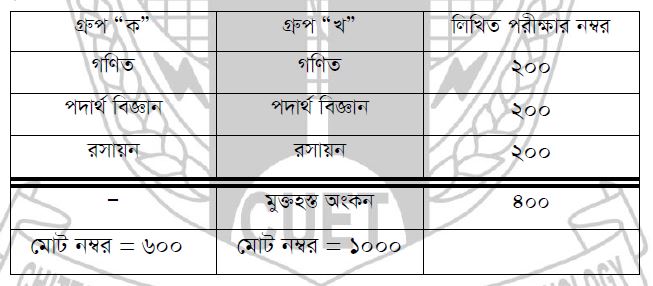 গ্রুপ “ক” গ্রুপ “খ” লিখিত পরীক্ষার নম্বর
গণিত গণিত ২০০
পদার্থ বিজ্ঞান পদার্থ বিজ্ঞান ২০০
রসায়ন রসায়ন ২০০
– মুক্তহস্ত অংকন ৪০০
CUET
মোট নম্বর = ৬০০ মোট নম্বর = ১০০০